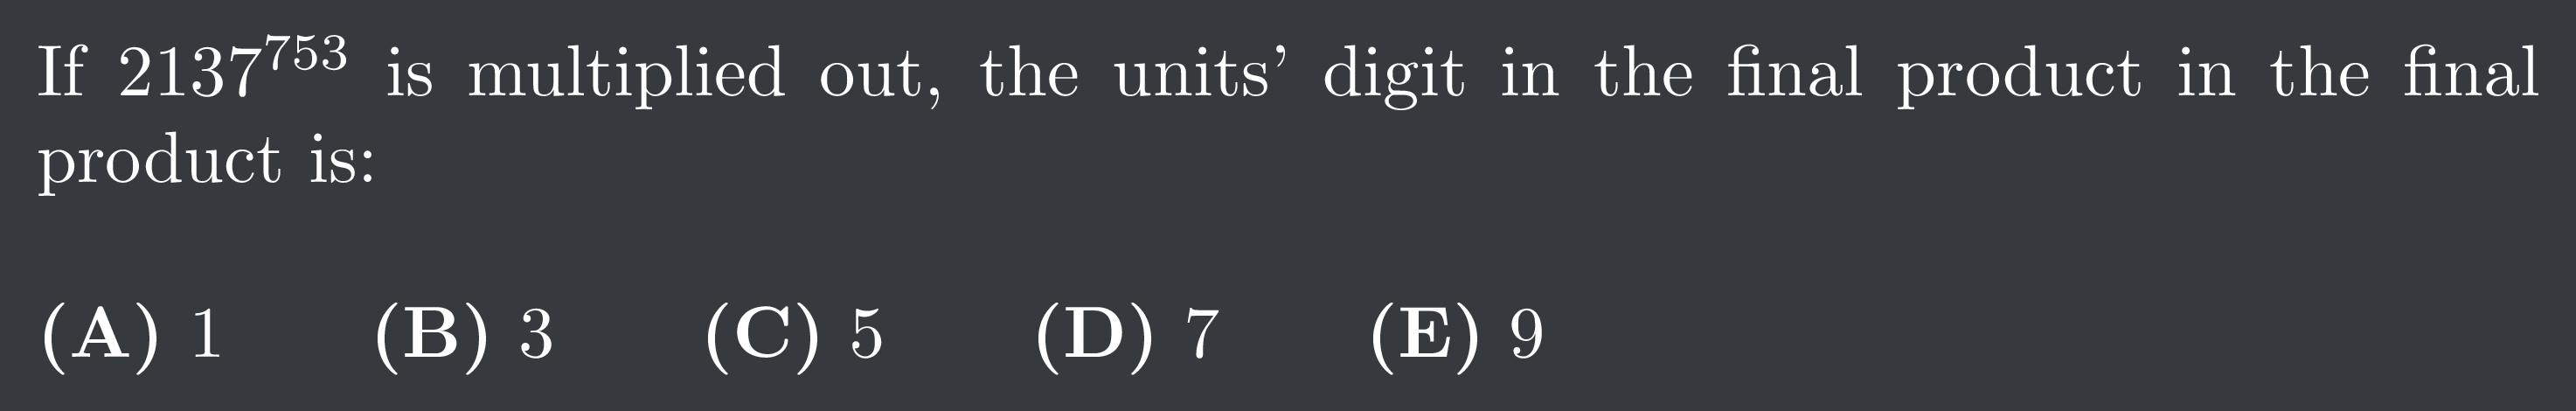 If 2137^753 is multiplied out, the units’ digit in the final product in the final
product is:
(A) 1 (B) 3 (C) 5 (D) 7 (E) 9